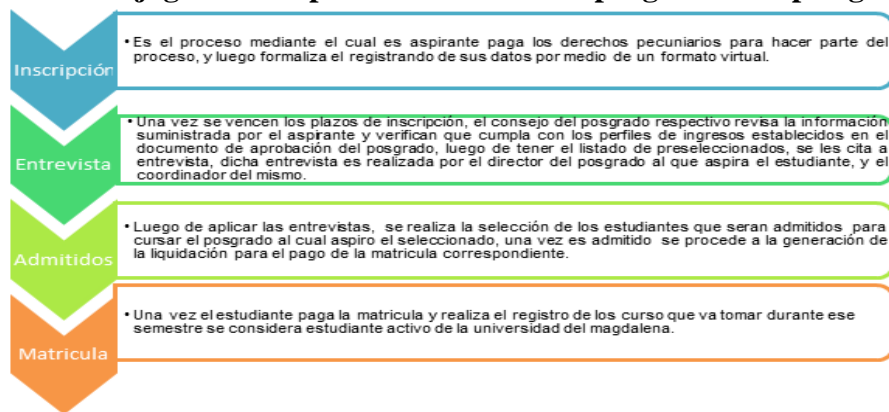 Inscripción
• Es el proceso mediante el cual es aspirante paga los derechos pecuniarios para hacer parte del
proceso, y luego formaliza el registrando de sus datos por medio de un formato virtual.
Entrevista
• Una vez se vencen los plazos de inscripción, el consejo del posgrado respectivo revisa la información
suministrada por el aspirante y verifican que cumpla con los perfiles de ingresos establecidos en el
documento de aprobación del posgrado, luego de tener el listado de preseleccionados, se les cita a
entrevista, dicha entrevista es realizada por el director del posgrado al que aspira el estudiante, y el
coordinador del mismo.
Admitidos
• Luego de aplicar las entrevistas, se realiza la selección de los estudiantes que seran admitidos para
cursar el posgrado al cual aspiro el seleccionado, una vez es admitido se procede a la generación de
la liquidación para el pago de la matricula correspondiente.
Matricula
• Una vez el estudiante paga la matricula y realiza el registro de los curso que va tomar durante ese
semestre se considera estudiante activo de la universidad del magdalena.